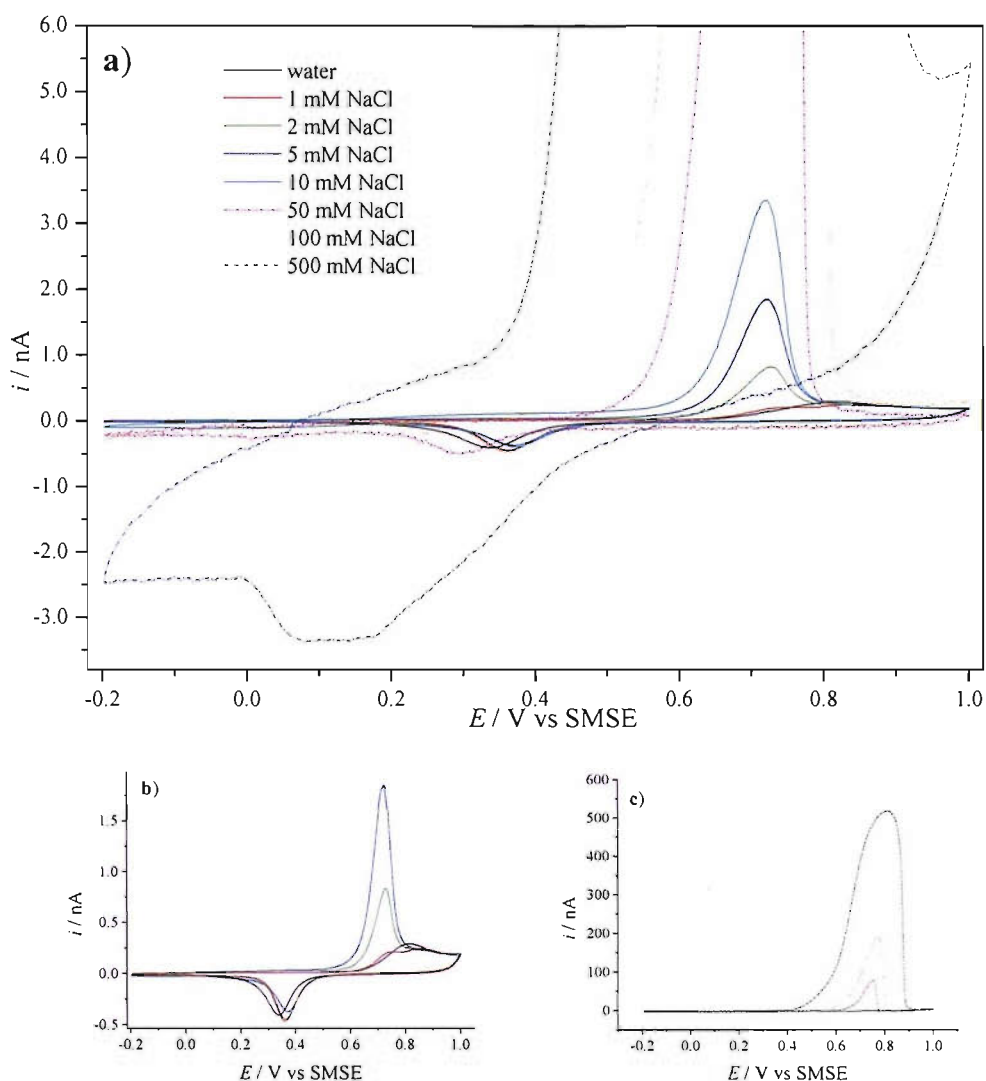 6.0
a)
water
1 mM NaCl
5.0
2 mM NaCl
5 mM NaCl
4.0
10 mM NaCl
50 mM NaCl
3.0
100 mM NaCl
500 mM NaCl
2.0
i / nA
1.0
0.0
-1.0
-2.0
-3.0
-0.2 0.0 0.2 0.4 0.6 0.8 1.0
E / V vs SMSE
b)
1.5
1.0
i / nA
0.5
0.0
-0.5
-0.2 0.0 0.2 0.4 0.6 0.8 1.0
E / V vs SMSE
c)
600
500
400
i / nA
300
200
100
0
-0.2 0.0 0.2 0.4 0.6 0.8 1.0
E / V vs SMSE